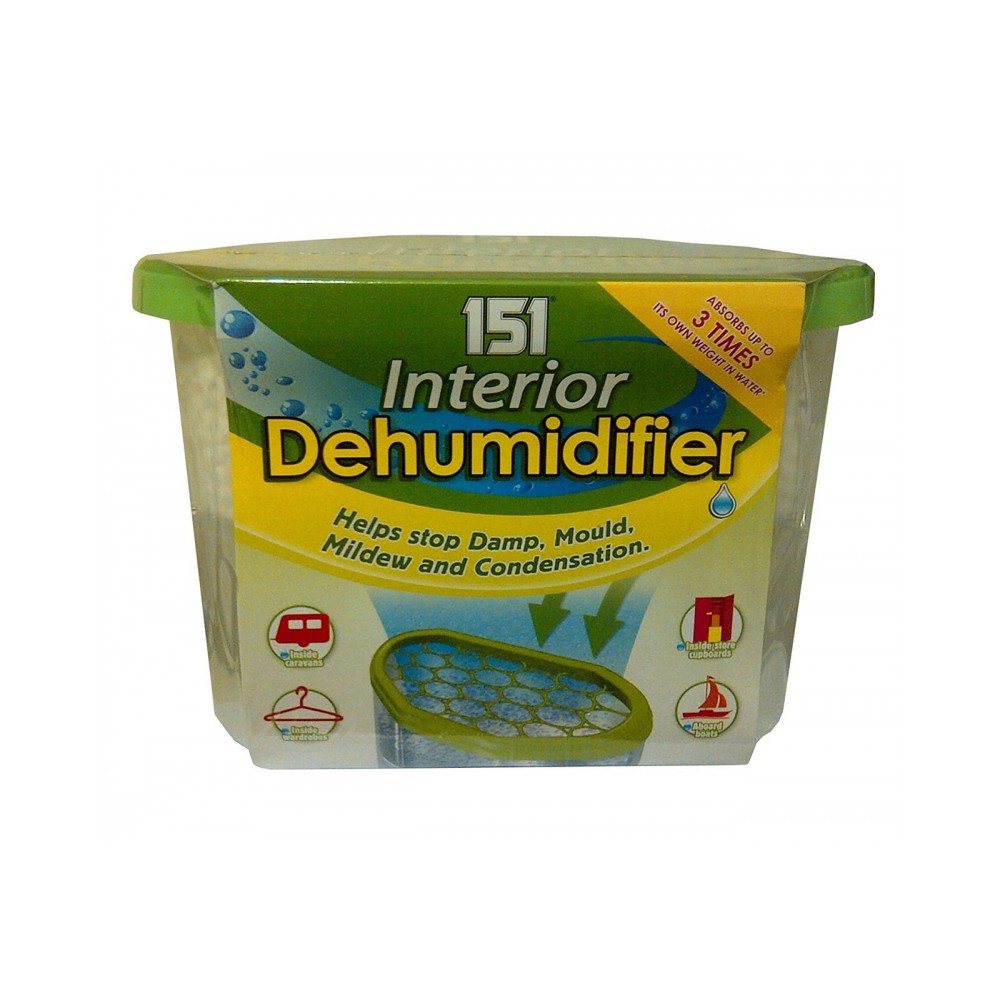 151®
Interior
Dehumidifier
ABSORBS UP TO
3 TIMES
ITS OWN WEIGHT IN WATER*
Helps stop Damp, Mould,
Mildew and Condensation.
Inside
caravans
Inside store
cupboards
Inside
wardrobes
Aboard
boats